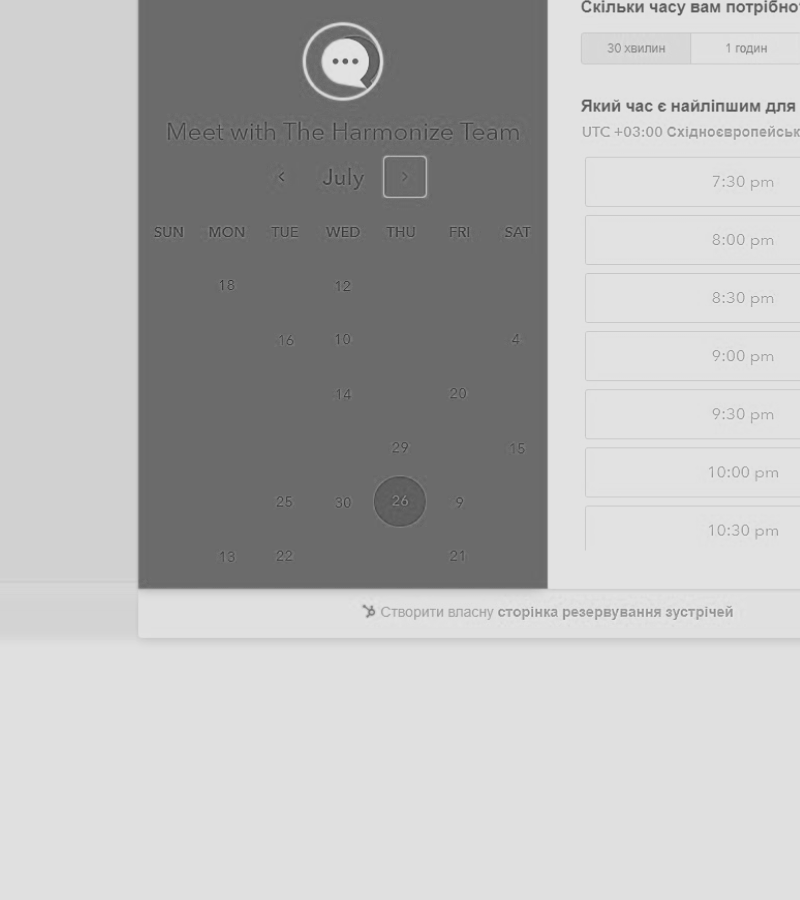 Meet with The Harmonize Team
July
SUN MON TUE WED THU FRI SAT
18 12
16 10 4
14 20
29 15
25 30 26 9
13 22 21
Скільки часу вам потрібно
30 хвилин 1 годин
Який час є найліпшим для
UTC +03:00 Східноєвропейськ
7:30 pm
8:00 pm
8:30 pm
9:00 pm
9:30 pm
10:00 pm
10:30 pm
Створити власну сторінка резервування зустрічей